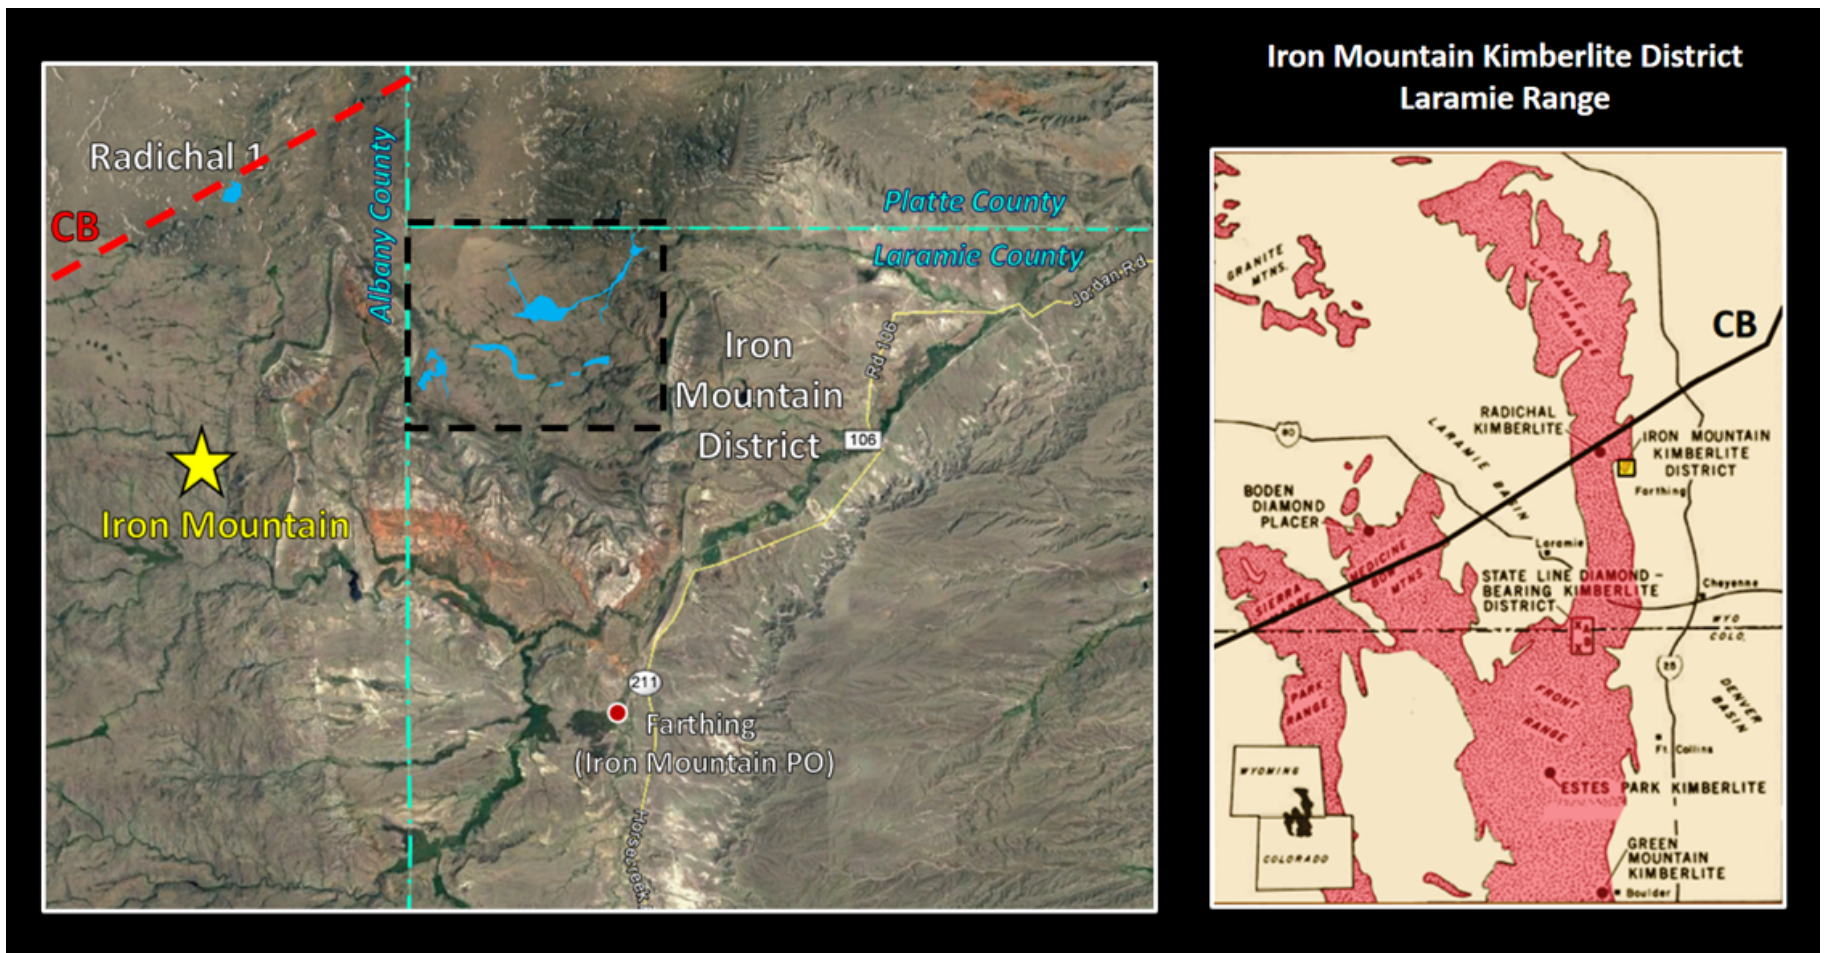 Iron Mountain Kimberlite District
Laramie Range
Radichal 1
CB
Albany County
Platte County
Laramie County
Jordan Rd
Rd 106
Iron
Mountain
District
106
Iron Mountain
211
Farthing
(Iron Mountain PO)
Horsecreek
GRANITE
MTNS.
LARAMIE RANGE
CB
RADICHAL
KIMBERLITE
IRON MOUNTAIN
KIMBERLITE
DISTRICT
Farthing
80
LARAMIE BASIN
BODEN
DIAMOND
PLACER
Laramie
MEDICINE
BOW
MTNS.
STATE LINE DIAMOND-
BEARING KIMBERLITE
DISTRICT
Cheyenne
SIERRA
WYO
COLO.
25
PARK
RANGE
FRONT
RANGE
DENVER
BASIN
Ft. Collins
WYOMING
ESTES PARK KIMBERLITE
COLORADO
GREEN
MOUNTAIN
KIMBERLITE
Boulder